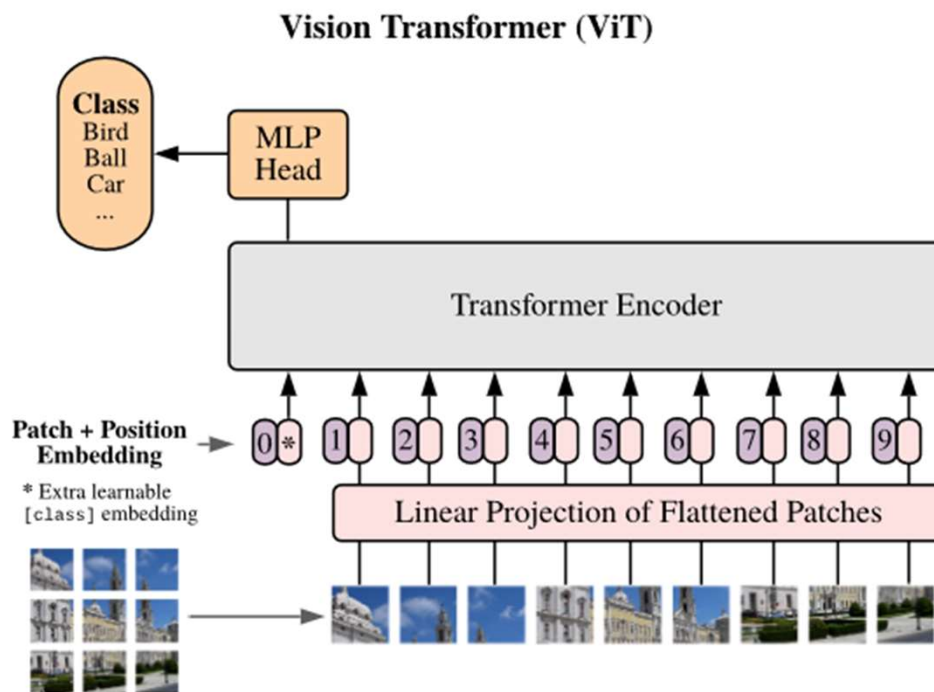 Vision Transformer (ViT)
Class
Bird
Ball
Car
...
MLP
Head
Transformer Encoder
Patch + Position
Embedding
0 * 1 2 3 4 5 6 7 8 9
* Extra learnable
[class] embedding
Linear Projection of Flattened Patches